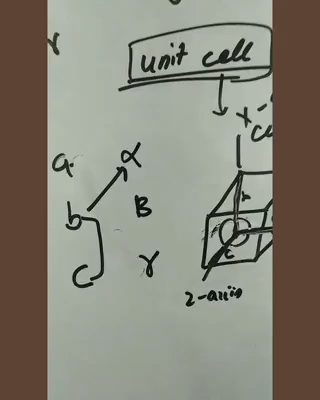 γ
unit cell
x-
a. α
b B
c γ
b
c
z-axis